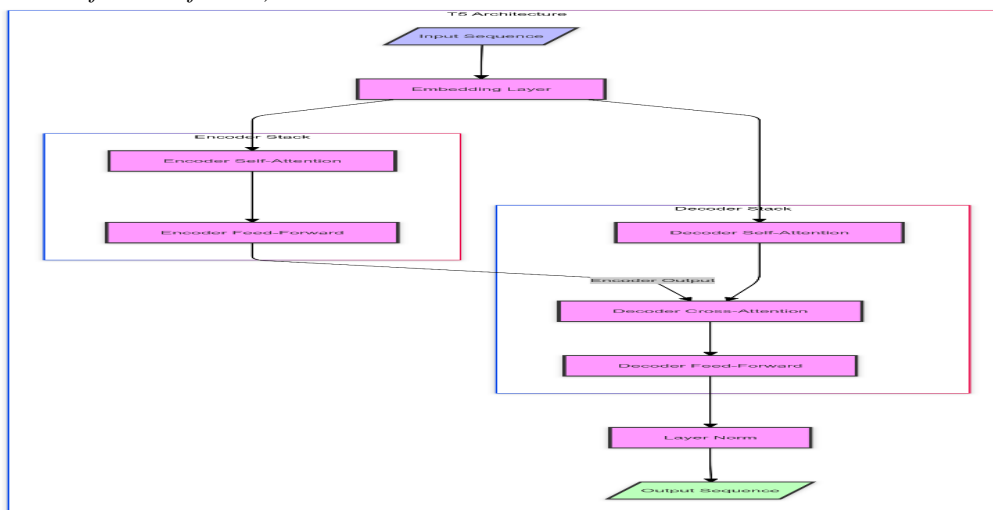 T5 Architecture
Input Sequence
Embedding Layer
Encoder Stack
Encoder Self-Attention
Encoder Feed-Forward
Decoder Stack
Decoder Self-Attention
Encoder Output
Decoder Cross-Attention
Decoder Feed-Forward
Layer Norm
Output Sequence